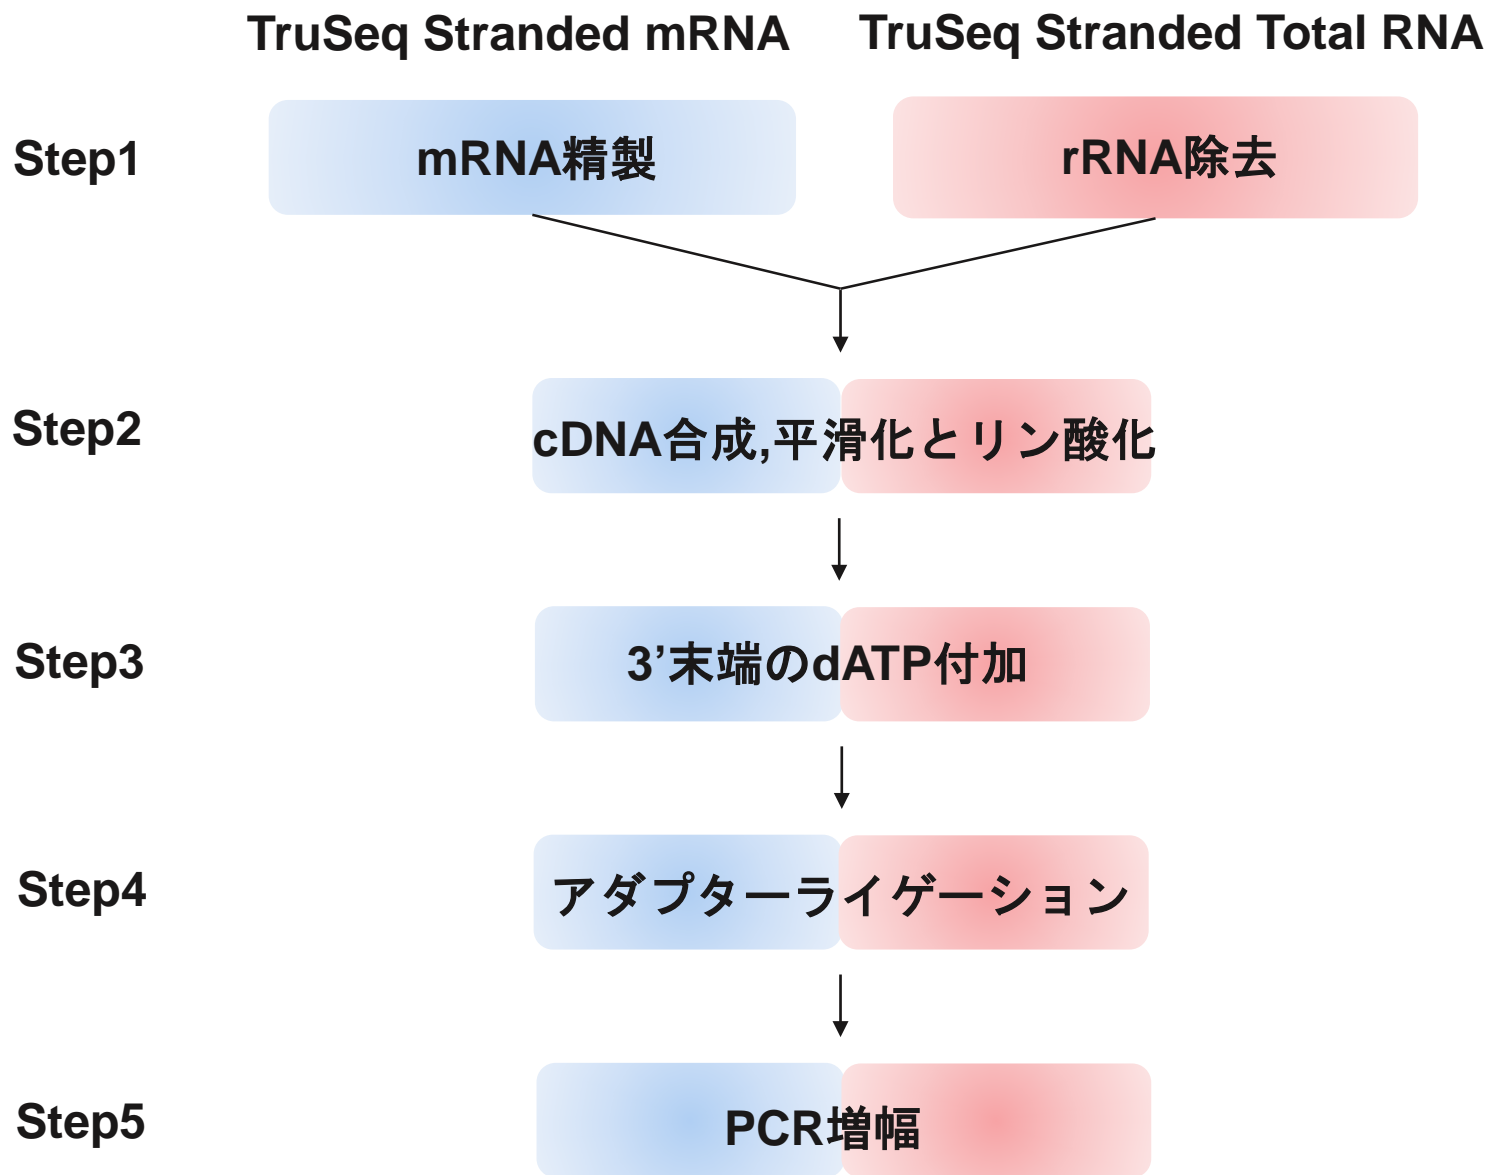 TruSeq Stranded mRNA
TruSeq Stranded Total RNA
Step1
mRNA精製
rRNA除去
Step2
cDNA合成,平滑化とリン酸化
Step3
3’末端のdATP付加
Step4
アダプターライゲーション
Step5
PCR増幅